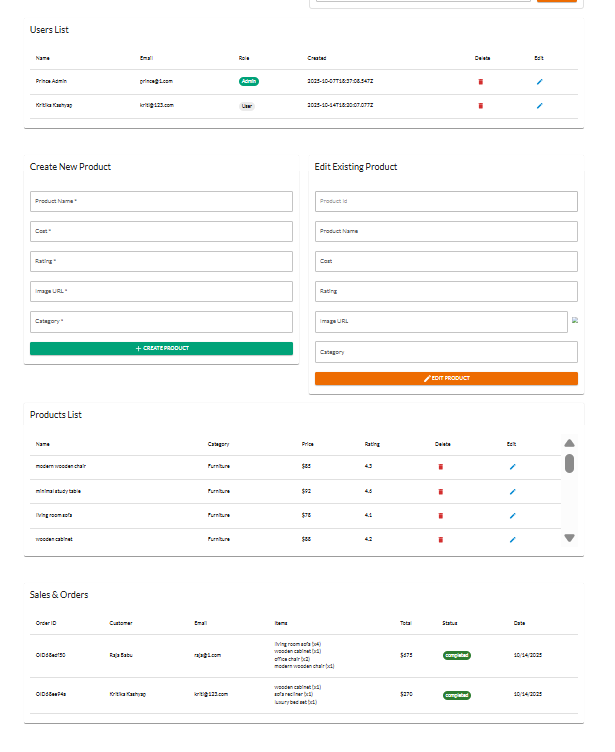 Users List
Name Email Role Created Delete Edit
Prince Admin prince@1.com Admin 2025-10-07T18:37:08.547Z
Kritika Kashyap kriti@123.com User 2025-10-14T18:20:07.077Z
Create New Product
Product Name *
Cost *
Rating *
Image URL *
Category *
+ CREATE PRODUCT
Edit Existing Product
Product Id
Product Name
Cost
Rating
Image URL
Category
EDIT PRODUCT
Products List
Name Category Price Rating Delete Edit
modern wooden chair Furniture $85 4.3
minimal study table Furniture $92 4.6
living room sofa Furniture $78 4.1
wooden cabinet Furniture $88 4.2
Sales & Orders
Order ID Customer Email Items Total Status Date
living room sofa (x4)
wooden cabinet (x1)
office chair (x2)
modern wooden chair (x1)
Raja Babu raja@1.com $675 completed 10/14/2025
wooden cabinet (x1)
sofa recliner (x1)
luxury bed set (x1)
Kritika Kashyap kriti@123.com $270 completed 10/14/2025